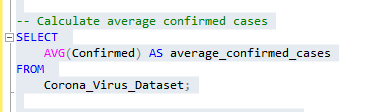 -- Calculate average confirmed cases
SELECT
AVG(Confirmed) AS average_confirmed_cases
FROM
Corona_Virus_Dataset;